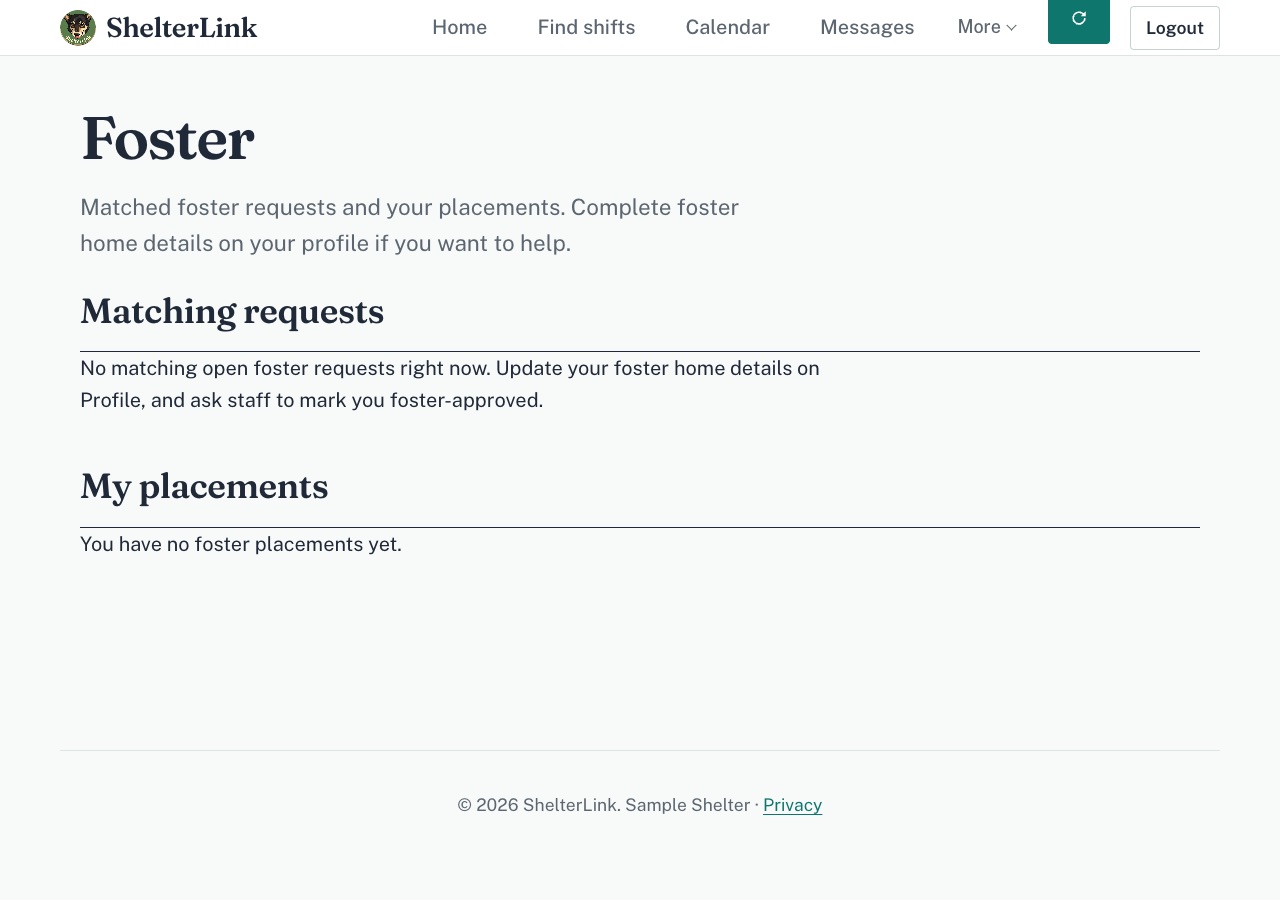 ShelterLink
Home
Find shifts
Calendar
Messages
More
Logout
Foster
Matched foster requests and your placements. Complete foster
home details on your profile if you want to help.
Matching requests
No matching open foster requests right now. Update your foster home details on
Profile, and ask staff to mark you foster-approved.
My placements
You have no foster placements yet.
© 2026 ShelterLink. Sample Shelter · Privacy